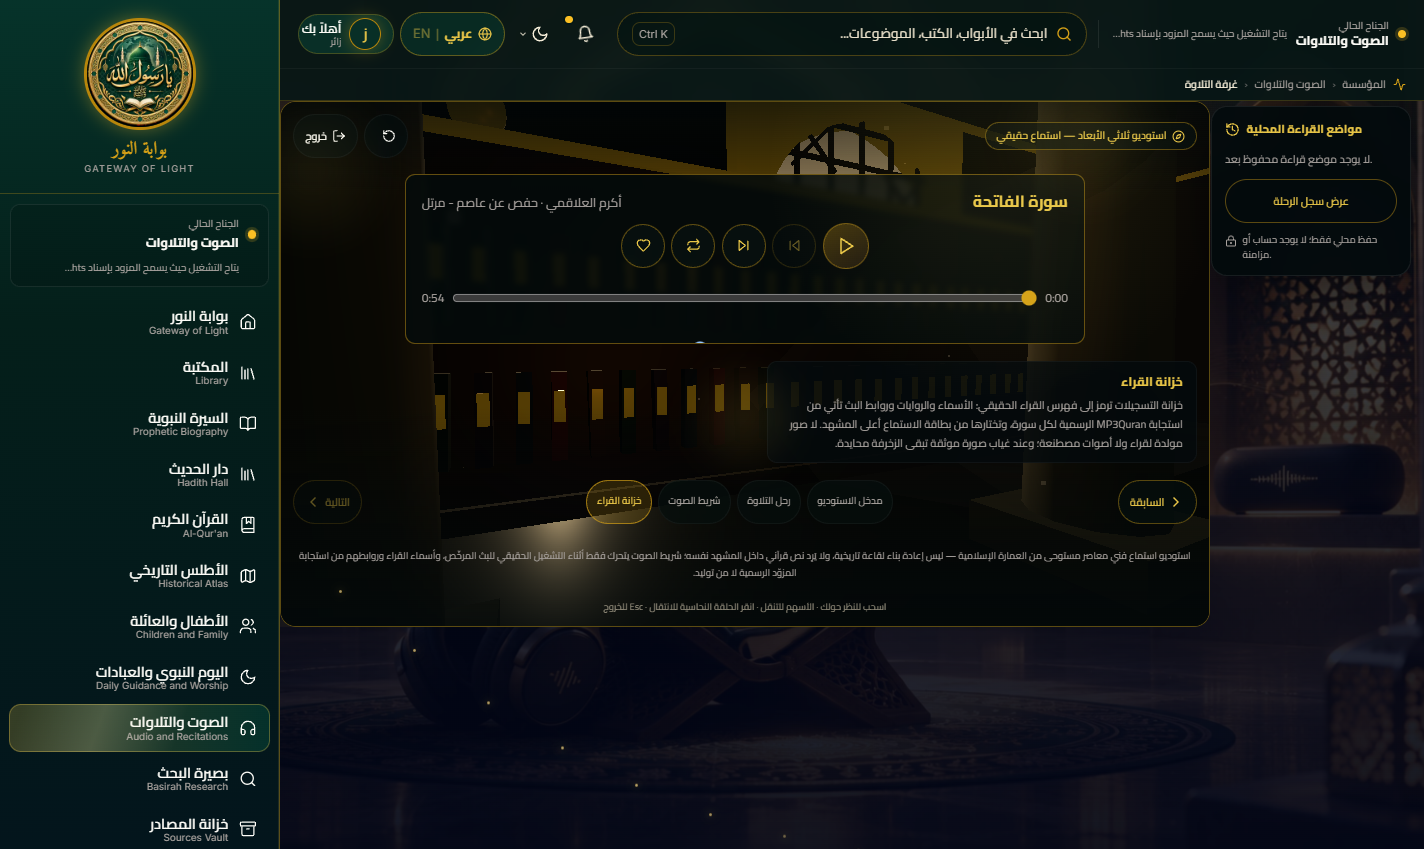 الجناح الحالي
الصوت والتلاوات
يتاح التشغيل حيث يسمح المزود بإسناد hts...
ابحث في الأبواب، الكتب، الموضوعات...
Ctrl K
عربي | EN
أهلاً بك
زائر
ز
المؤسسة › الصوت والتلاوات › غرفة التلاوة
يا رسول الله
بوابة النور
GATEWAY OF LIGHT
الجناح الحالي
الصوت والتلاوات
يتاح التشغيل حيث يسمح المزود بإسناد hts...
بوابة النور
Gateway of Light
المكتبة
Library
السيرة النبوية
Prophetic Biography
دار الحديث
Hadith Hall
القرآن الكريم
Al-Qur'an
الأطلس التاريخي
Historical Atlas
الأطفال والعائلة
Children and Family
اليوم النبوي والعبادات
Daily Guidance and Worship
الصوت والتلاوات
Audio and Recitations
بصيرة البحث
Basirah Research
خزانة المصادر
Sources Vault
مواضع القراءة المحلية
لا يوجد موضع قراءة محفوظ بعد.
عرض سجل الرحلة
حفظ محلي فقط؛ لا يوجد حساب أو
مزامنة.
استوديو ثلاثي الأبعاد — استماع حقيقي
خروج
سورة الفاتحة
أكرم العلاقمي · حفص عن عاصم - مرتل
0:00
0:54
خزانة القراء
خزانة التسجيلات ترمز إلى فهرس القراء الحقيقي؛ الأسماء والروايات وروابط البث تأتي من
استجابة MP3Quran الرسمية لكل سورة، وتختارها من بطاقة الاستماع أعلى المشهد. لا صور
مولدة لقراء ولا أصوات مصطنعة؛ وعند غياب صورة موثقة تبقى الزخرفة محايدة.
السابقة
مدخل الاستوديو
رحل التلاوة
شريط الصوت
خزانة القراء
التالية
استوديو استماع فني معاصر مستوحى من العمارة الإسلامية — ليس إعادة بناء لقاعة تاريخية، ولا يَرِد نص قرآني داخل المشهد نفسه؛ شريط الصوت يتحرك فقط أثناء التشغيل الحقيقي للبث المرخّص، وأسماء القراء وروابطهم من استجابة
المزوّد الرسمية لا من توليد.
اسحب للنظر حولك · الأسهم للتنقل · انقر الحلقة النحاسية للانتقال · Esc للخروج